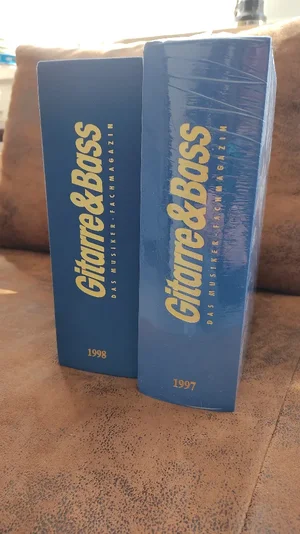 Gitarre&Bass
DAS MUSIKER-FACHMAGAZIN
1998
Gitarre&Bass
DAS MUSIKER-FACHMAGAZIN
1997